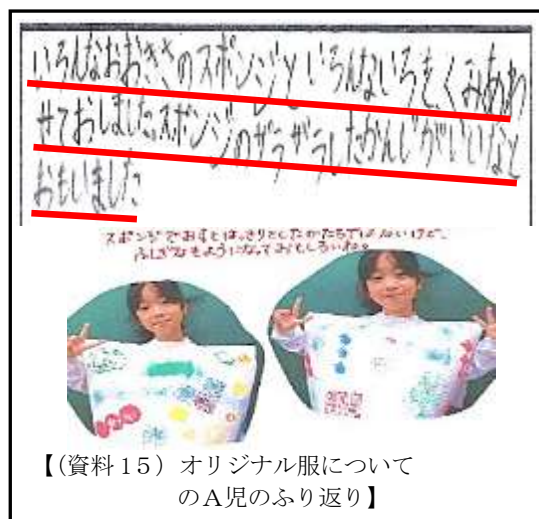 いろんなおおきさのスポンジといろんないろをくみあわ
せておしました。スポンジのザラザラしたかんじがいいなと
おもいました
スポンジでおすとはっきりとしたかたちではないけど、
ふしぎなもようになっておもしろいね。
【(資料15)オリジナル服について
のA児のふり返り】